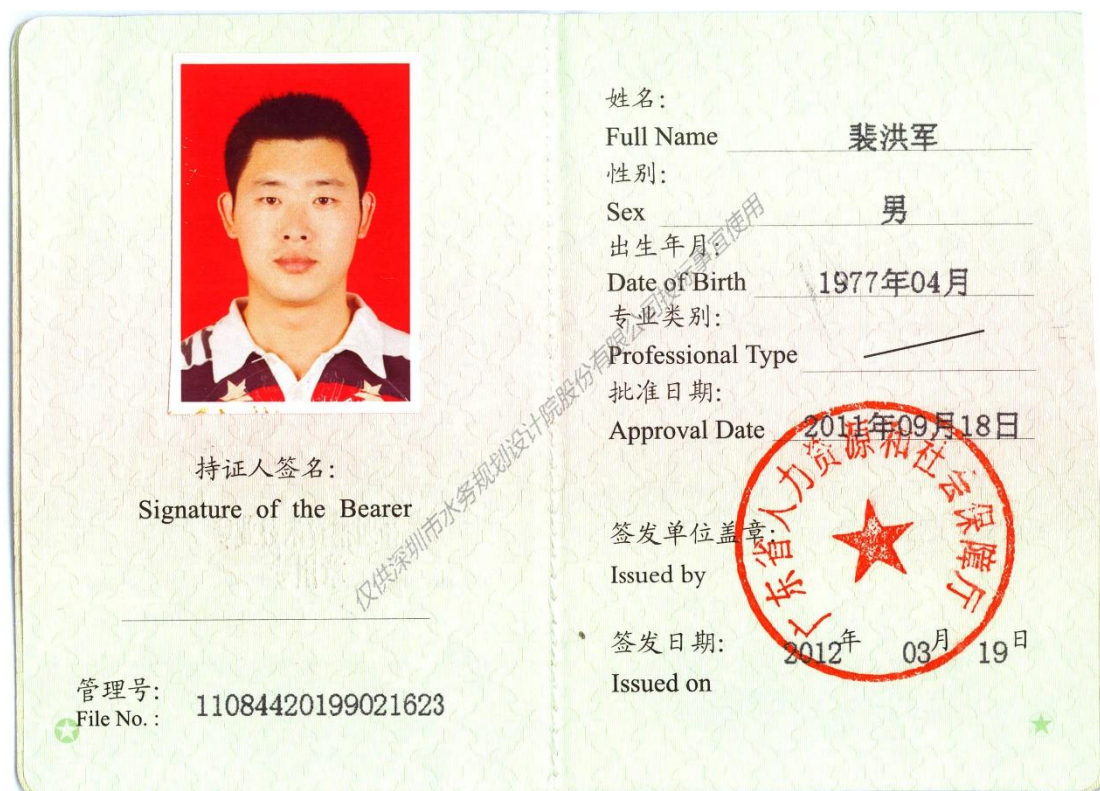 持证人签名:
Signature of the Bearer
管理号:
File No. :
11084420199021623
姓名:
Full Name
裴洪军
性别:
Sex
男
出生年月:
Date of Birth
1977年04月
专业类别:
Professional Type
批准日期:
Approval Date
2011年09月18日
签发单位盖章:
Issued by
广东省人力资源和社会保障厅
签发日期:
2012年 03月 19日
Issued on
仅供深圳市水务规划设计院股份有限公司投标事宜使用